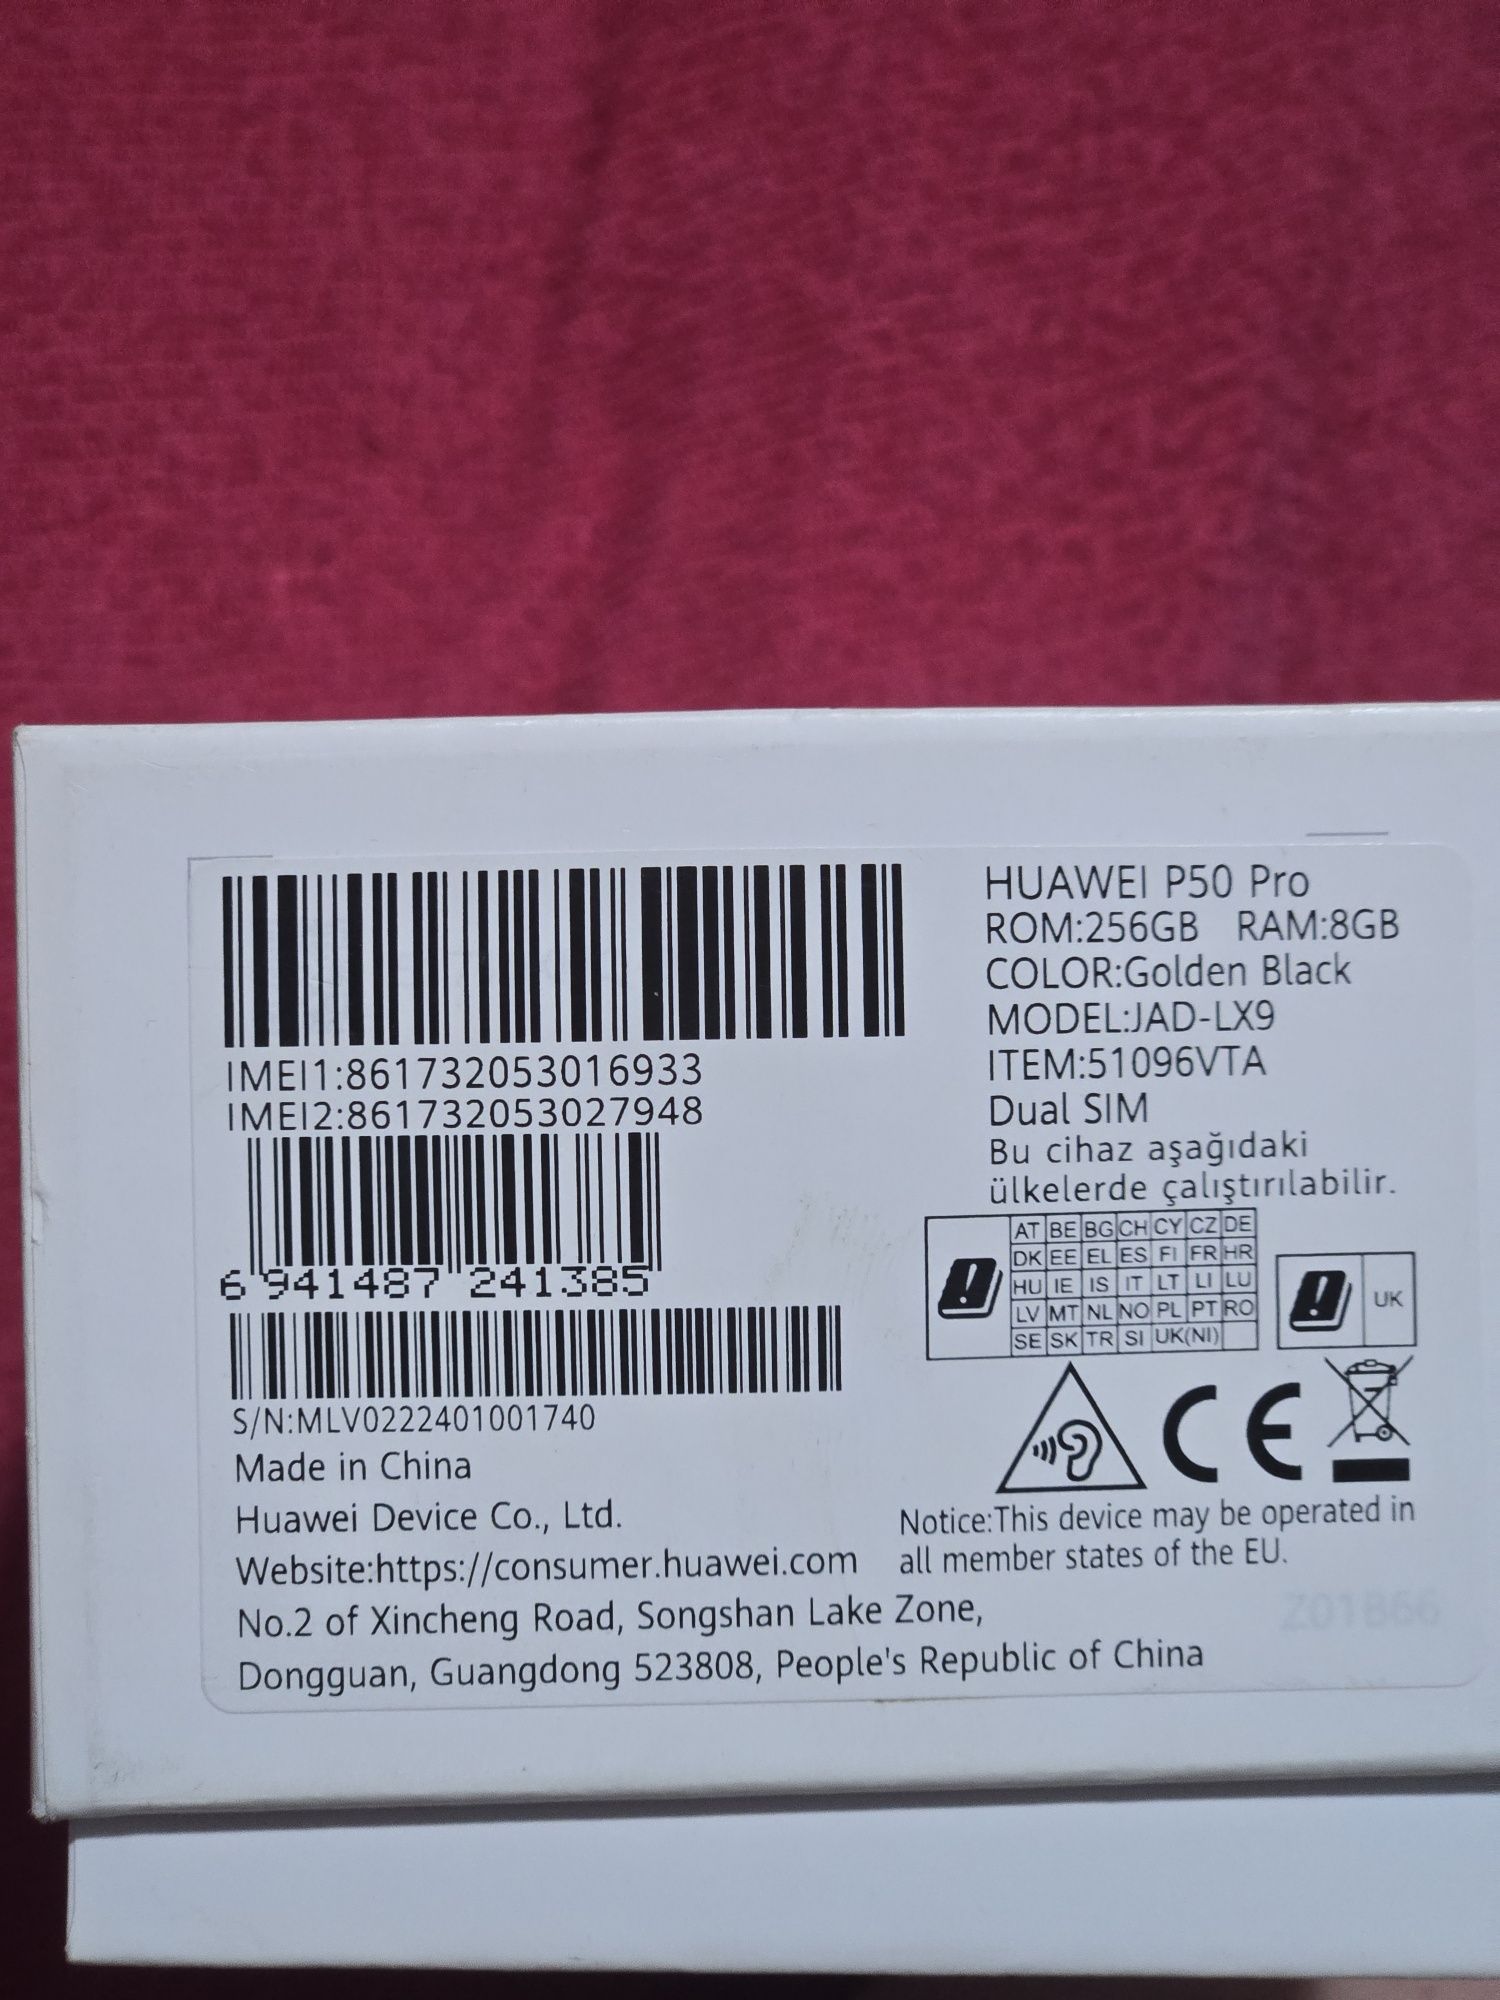 IMEI1:861732053016933
IMEI2:861732053027948
6 941487 241385
S/N:MLV0222401001740
Made in China
Huawei Device Co., Ltd.
Website:https://consumer.huawei.com
No.2 of Xincheng Road, Songshan Lake Zone,
Dongguan, Guangdong 523808, People's Republic of China
HUAWEI P50 Pro
ROM:256GB RAM:8GB
COLOR:Golden Black
MODEL:JAD-LX9
ITEM:51096VTA
Dual SIM
Bu cihaz aşağıdaki
ülkelerde çalıştırılabilir.
AT BE BG CH CY CZ DE
DK EE EL ES FI FR HR
HU IE IS IT LT LI LU
LV MT NL NO PL PT RO
SE SK TR SI UK(NI)
UK
CE
Notice:This device may be operated in
all member states of the EU.
Z01B66